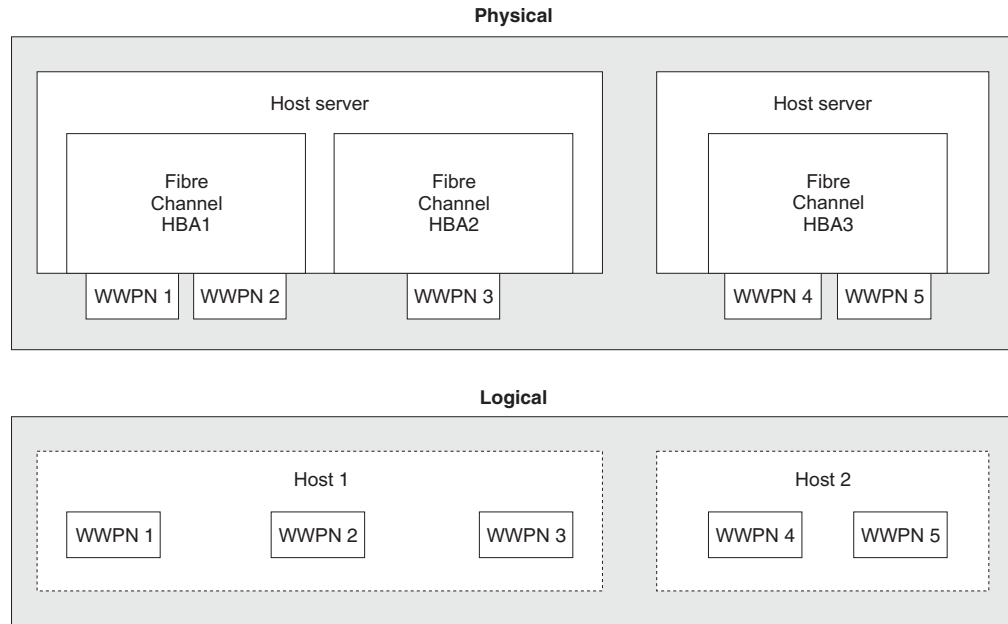 Physical
Host server
Host server
Fibre
Channel
HBA1
Fibre
Channel
HBA2
Fibre
Channel
HBA3
WWPN 1
WWPN 2
WWPN 3
WWPN 4
WWPN 5
Logical
Host 1
Host 2
WWPN 1
WWPN 2
WWPN 3
WWPN 4
WWPN 5